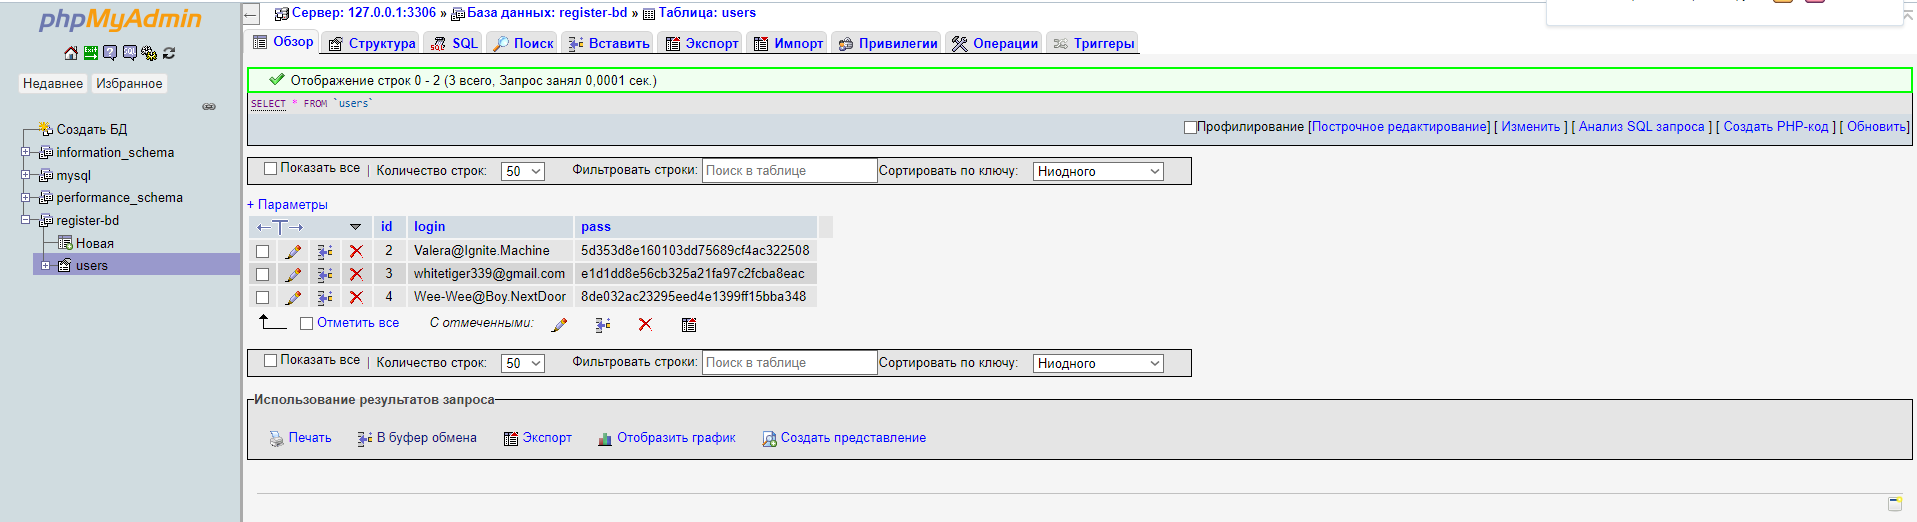 phpMyAdmin
Недавнее Избранное
Создать БД
information_schema
mysql
performance_schema
register-bd
Новая
users
Сервер: 127.0.0.1:3306 » База данных: register-bd » Таблица: users
Обзор Структура SQL Поиск Вставить Экспорт Импорт Привилегии Операции Триггеры
Отображение строк 0 - 2 (3 всего, Запрос занял 0,0001 сек.)
SELECT * FROM `users`
Профилирование [Построчное редактирование] [ Изменить ] [ Анализ SQL запроса ] [ Создать PHP-код ] [ Обновить]
Показать все | Количество строк: 50 Фильтровать строки: Поиск в таблице Сортировать по ключу: Ниодного
+ Параметры
←T→ id login pass
2 Valera@Ignite.Machine 5d353d8e160103dd75689cf4ac322508
3 whitetiger339@gmail.com e1d1dd8e56cb325a21fa97c2fcba8eac
4 Wee-Wee@Boy.NextDoor 8de032ac23295eed4e1399ff15bba348
Отметить все С отмеченными:
Показать все | Количество строк: 50 Фильтровать строки: Поиск в таблице Сортировать по ключу: Ниодного
Использование результатов запроса
Печать В буфер обмена Экспорт Отобразить график Создать представление